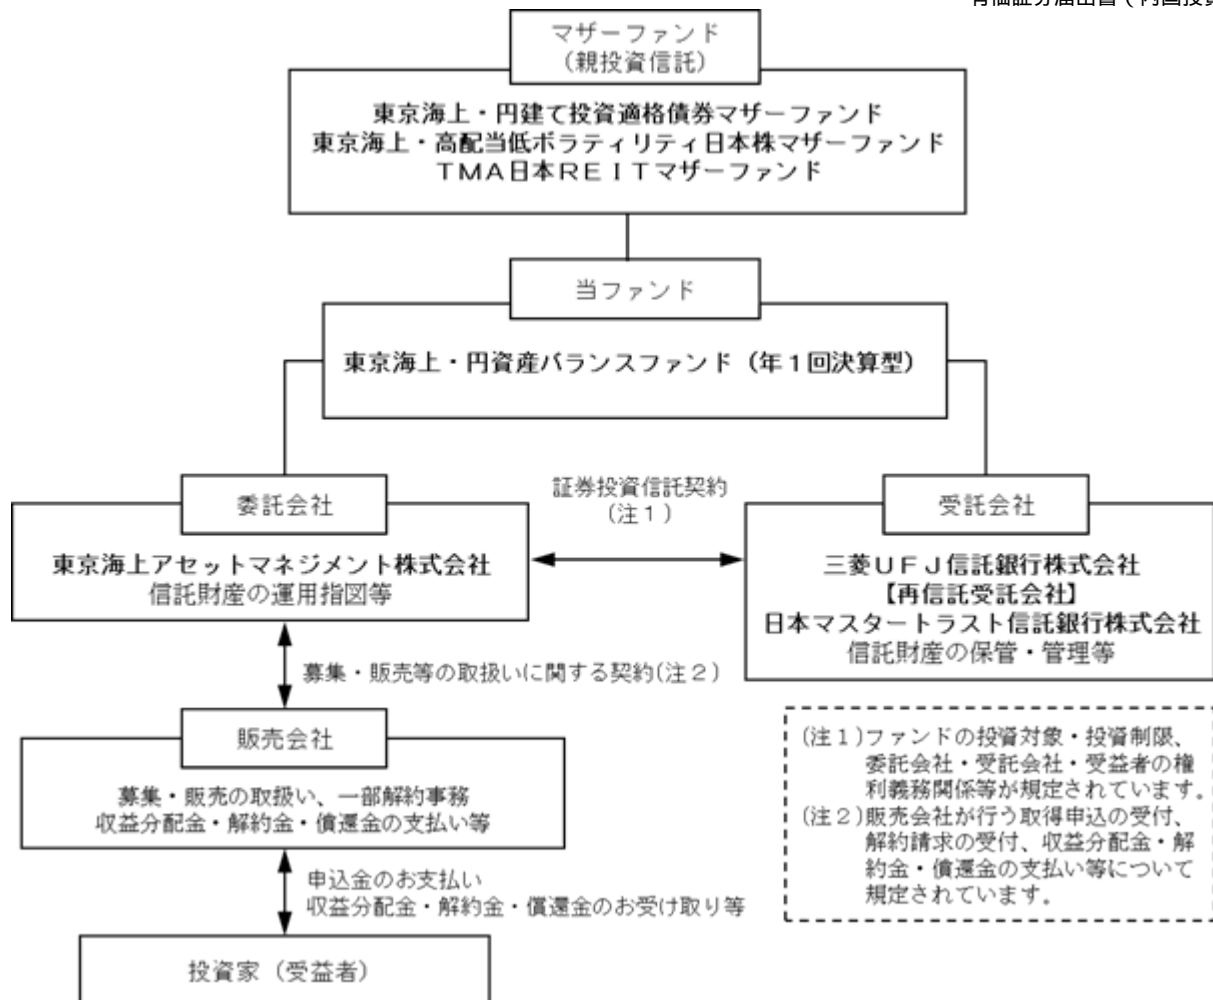 マザーファンド
(親投資信託)
東京海上・円建て投資適格債券マザーファンド
東京海上・高配当低ボラティリティ日本株マザーファンド
ＴＭＡ日本ＲＥＩＴマザーファンド
当ファンド
東京海上・円資産バランスファンド（年１回決算型）
委託会社
東京海上アセットマネジメント株式会社
信託財産の運用指図等
証券投資信託契約
(注１)
受託会社
三菱ＵＦＪ信託銀行株式会社
【再信託受託会社】
日本マスタートラスト信託銀行株式会社
信託財産の保管・管理等
募集・販売等の取扱いに関する契約(注２)
販売会社
募集・販売の取扱い、一部解約事務
収益分配金・解約金・償還金の支払い等
申込金のお支払い
収益分配金・解約金・償還金のお受け取り等
投資家（受益者）
(注１)ファンドの投資対象・投資制限、
委託会社・受託会社・受益者の権
利義務関係等が規定されています。
(注２)販売会社が行う取得申込の受付、
解約請求の受付、収益分配金・解
約金・償還金の支払い等について
規定されています。